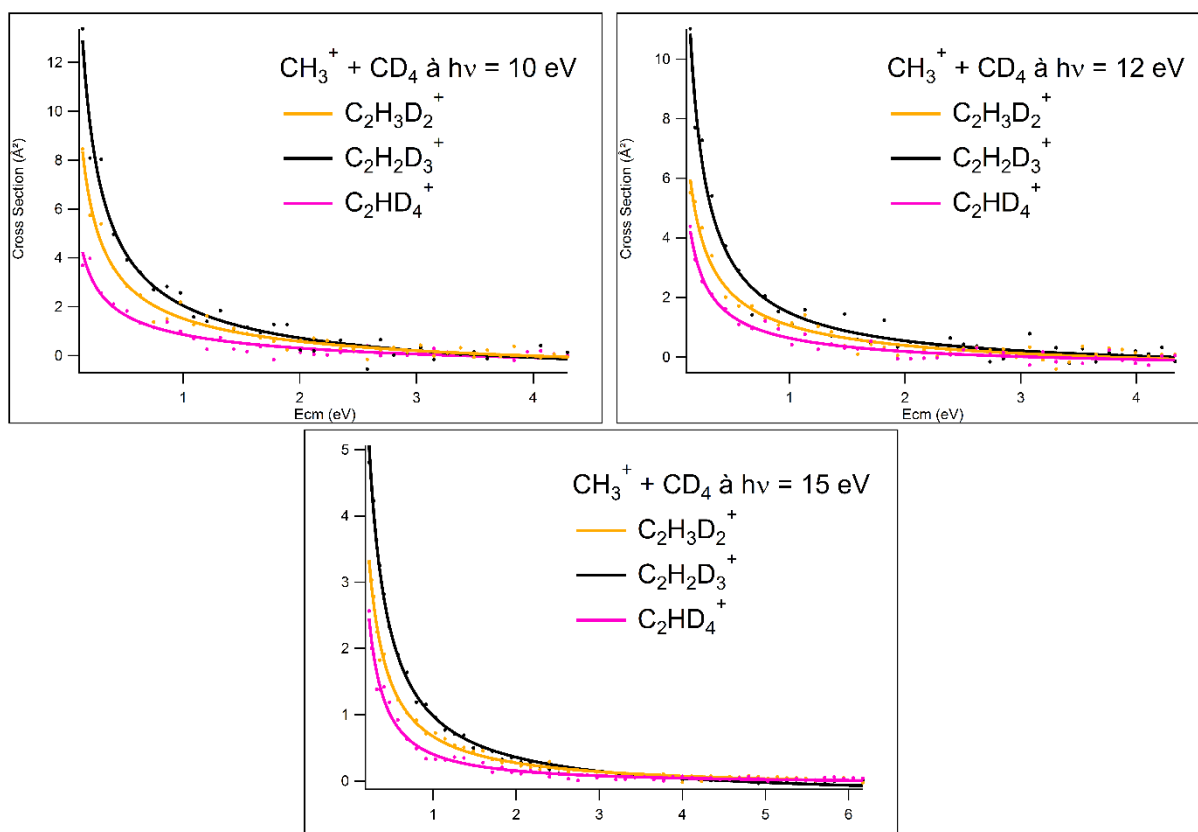 CH₃⁺ + CD₄ à hν = 10 eV
C₂H₃D₂⁺
C₂H₂D₃⁺
C₂HD₄⁺
Cross Section (Å²)
12
10
8
6
4
2
0
1
2
3
4
Ecm (eV)
CH₃⁺ + CD₄ à hν = 12 eV
C₂H₃D₂⁺
C₂H₂D₃⁺
C₂HD₄⁺
Cross Section (Å²)
10
8
6
4
2
0
1
2
3
4
Ecm (eV)
CH₃⁺ + CD₄ à hν = 15 eV
C₂H₃D₂⁺
C₂H₂D₃⁺
C₂HD₄⁺
5
4
3
2
1
0
1
2
3
4
5
6